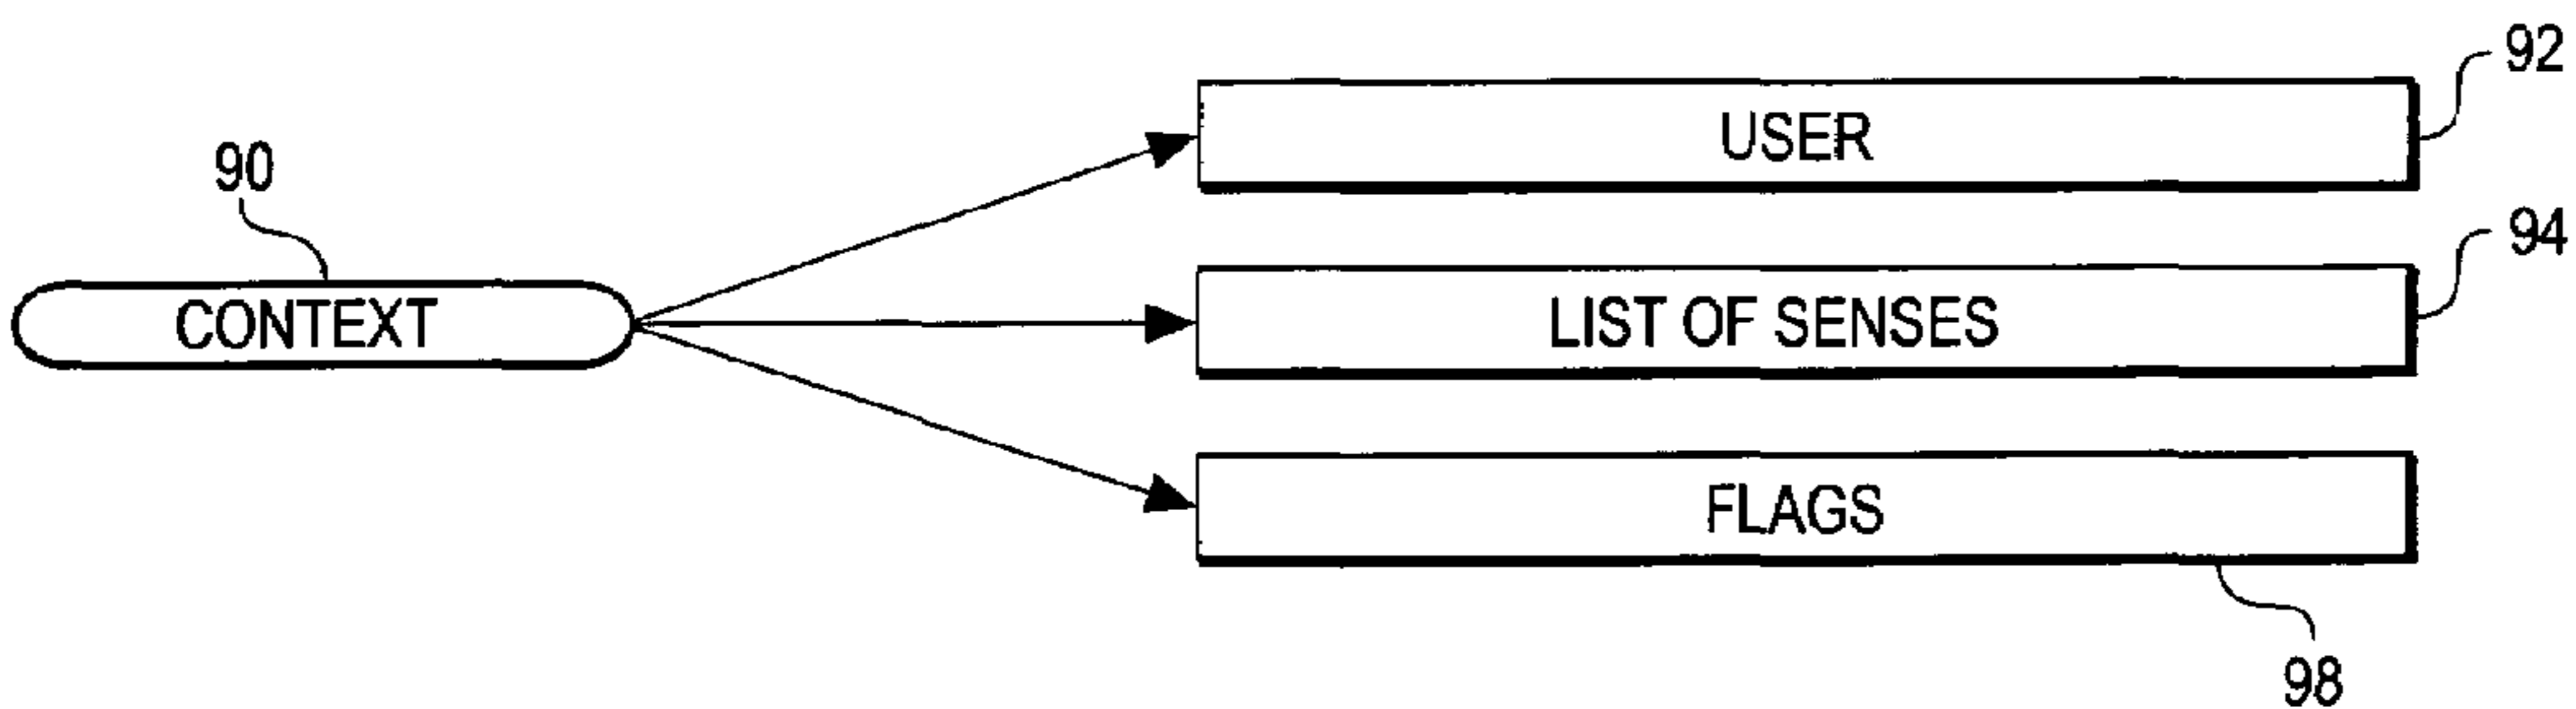 92
USER
90
94
CONTEXT
LIST OF SENSES
FLAGS
98